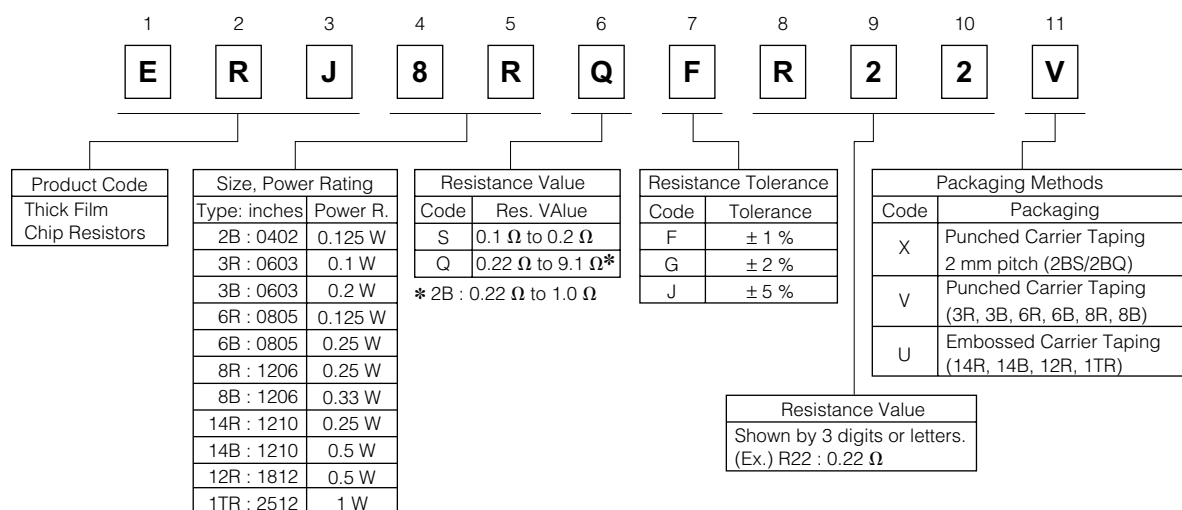 1 2 3 4 5 6 7 8 9 10 11
E R J 8 R Q F R 2 2 V
Product Code
Thick Film
Chip Resistors
Size, Power Rating
Type: inches Power R.
2B : 0402 0.125 W
3R : 0603 0.1 W
3B : 0603 0.2 W
6R : 0805 0.125 W
6B : 0805 0.25 W
8R : 1206 0.25 W
8B : 1206 0.33 W
14R : 1210 0.25 W
14B : 1210 0.5 W
12R : 1812 0.5 W
1TR : 2512 1 W
Resistance Value
Code Res. VAlue
S 0.1 Ω to 0.2 Ω
Q 0.22 Ω to 9.1 Ω*
* 2B : 0.22 Ω to 1.0 Ω
Resistance Tolerance
Code Tolerance
F ± 1 %
G ± 2 %
J ± 5 %
Resistance Value
Shown by 3 digits or letters.
(Ex.) R22 : 0.22 Ω
Packaging Methods
Code Packaging
X Punched Carrier Taping
2 mm pitch (2BS/2BQ)
V Punched Carrier Taping
(3R, 3B, 6R, 6B, 8R, 8B)
U Embossed Carrier Taping
(14R, 14B, 12R, 1TR)